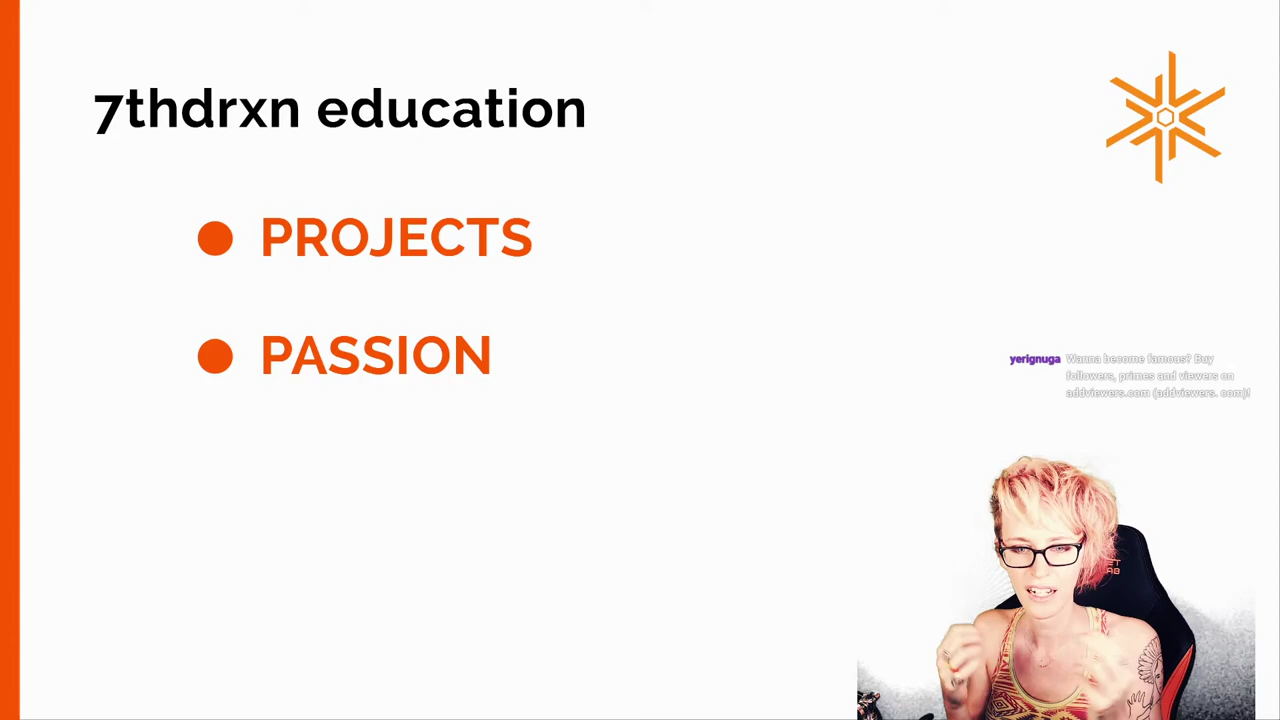 7thdrxn education
PROJECTS
PASSION
yerignuga Wanna become famous? Buy
followers, primes and viewers on
addviewers.com (addviewers. com)!